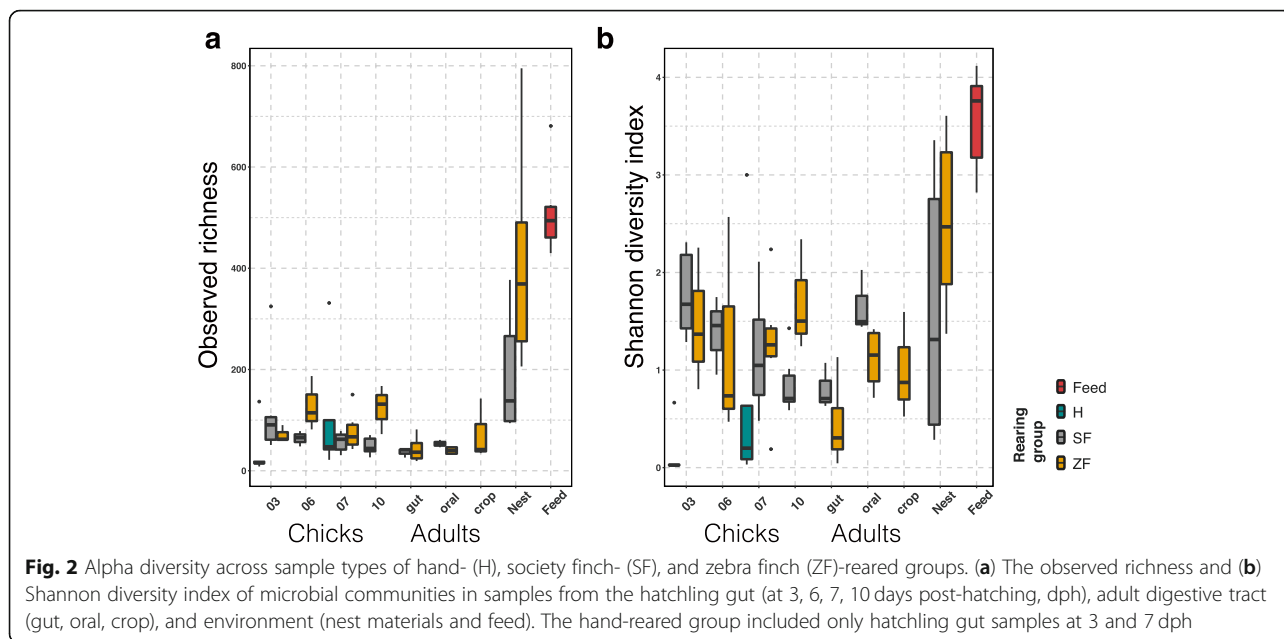 a
b
Observed richness
800
600
400
200
0
03
06
07
10
gut
oral
crop
Nest
Feed
Chicks
Adults
Shannon diversity index
4
3
2
1
0
03
06
07
10
gut
oral
crop
Nest
Feed
Chicks
Adults
Rearing
group
Feed
H
SF
ZF
Fig. 2 Alpha diversity across sample types of hand- (H), society finch- (SF), and zebra finch (ZF)-reared groups. (a) The observed richness and (b)
Shannon diversity index of microbial communities in samples from the hatchling gut (at 3, 6, 7, 10 days post-hatching, dph), adult digestive tract
(gut, oral, crop), and environment (nest materials and feed). The hand-reared group included only hatchling gut samples at 3 and 7 dph